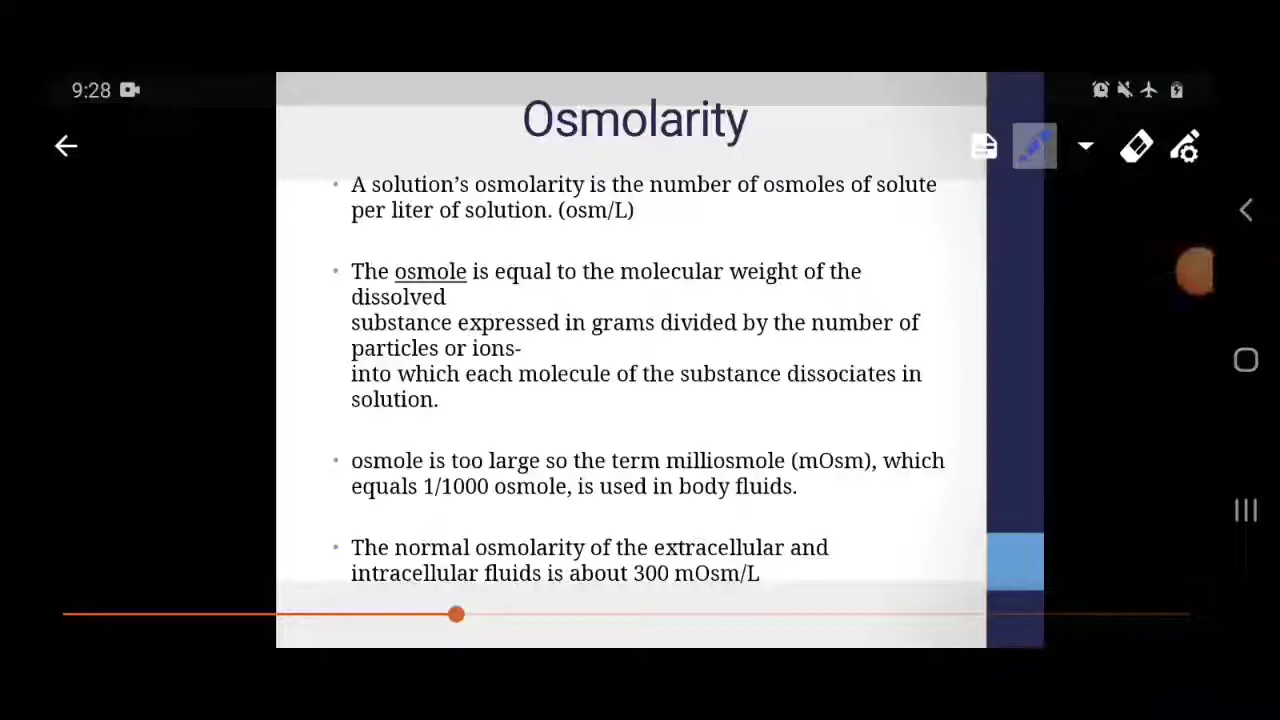 9:28
Osmolarity
• A solution’s osmolarity is the number of osmoles of solute
per liter of solution. (osm/L)
• The osmole is equal to the molecular weight of the
dissolved
substance expressed in grams divided by the number of
particles or ions-
into which each molecule of the substance dissociates in
solution.
• osmole is too large so the term milliosmole (mOsm), which
equals 1/1000 osmole, is used in body fluids.
• The normal osmolarity of the extracellular and
intracellular fluids is about 300 mOsm/L